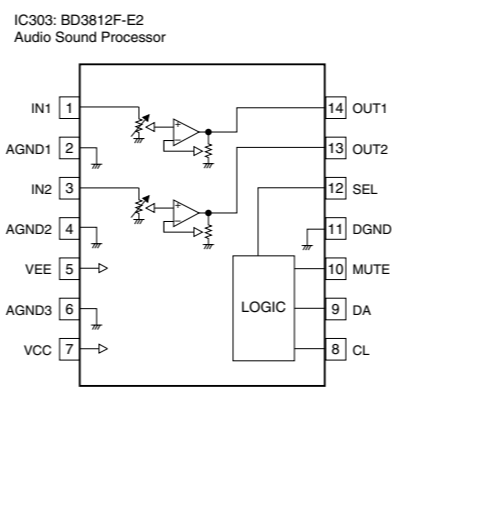 IC303: BD3812F-E2
Audio Sound Processor
IN1 1 14 OUT1
AGND1 2 13 OUT2
IN2 3 12 SEL
AGND2 4 11 DGND
VEE 5 10 MUTE
LOGIC
AGND3 6 9 DA
VCC 7 8 CL